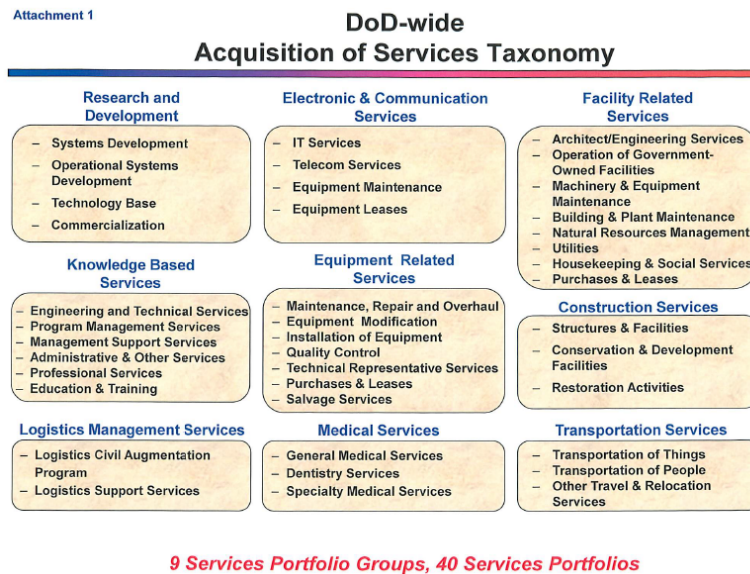 Attachment 1
DoD-wide
Acquisition of Services Taxonomy
Research and
Development
– Systems Development
– Operational Systems
Development
– Technology Base
– Commercialization
Electronic & Communication
Services
– IT Services
– Telecom Services
– Equipment Maintenance
– Equipment Leases
Facility Related
Services
– Architect/Engineering Services
– Operation of Government-
Owned Facilities
– Machinery & Equipment
Maintenance
– Building & Plant Maintenance
– Natural Resources Management
– Utilities
– Housekeeping & Social Services
– Purchases & Leases
Knowledge Based
Services
– Engineering and Technical Services
– Program Management Services
– Management Support Services
– Administrative & Other Services
– Professional Services
– Education & Training
Equipment Related
Services
– Maintenance, Repair and Overhaul
– Equipment Modification
– Installation of Equipment
– Quality Control
– Technical Representative Services
– Purchases & Leases
– Salvage Services
Construction Services
– Structures & Facilities
– Conservation & Development
Facilities
– Restoration Activities
Logistics Management Services
– Logistics Civil Augmentation
Program
– Logistics Support Services
Medical Services
– General Medical Services
– Dentistry Services
– Specialty Medical Services
Transportation Services
– Transportation of Things
– Transportation of People
– Other Travel & Relocation
Services
9 Services Portfolio Groups, 40 Services Portfolios